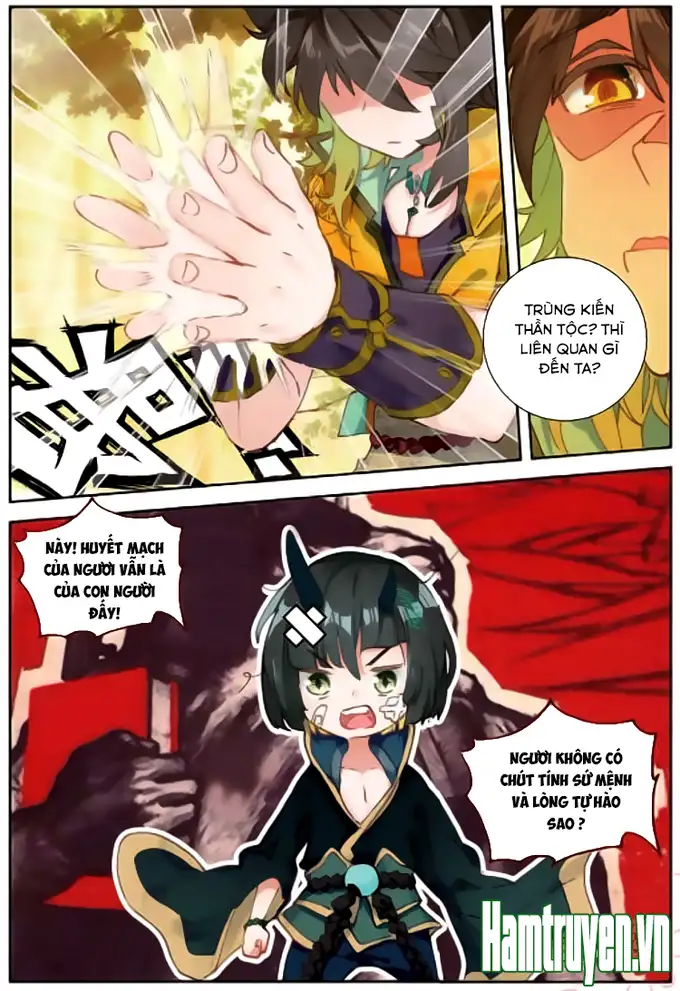 TRÙNG KIẾN
THẦN TỘC? THÌ
LIÊN QUAN GÌ
ĐẾN TA?
NÀY! HUYẾT MẠCH
CỦA NGƯƠI VẪN LÀ
CỦA CON NGƯỜI
ĐẤY!
NGƯƠI KHÔNG CÓ
CHÚT TÍNH SỨ MỆNH
VÀ LÒNG TỰ HÀO
SAO ?
Hamtruyen.vn